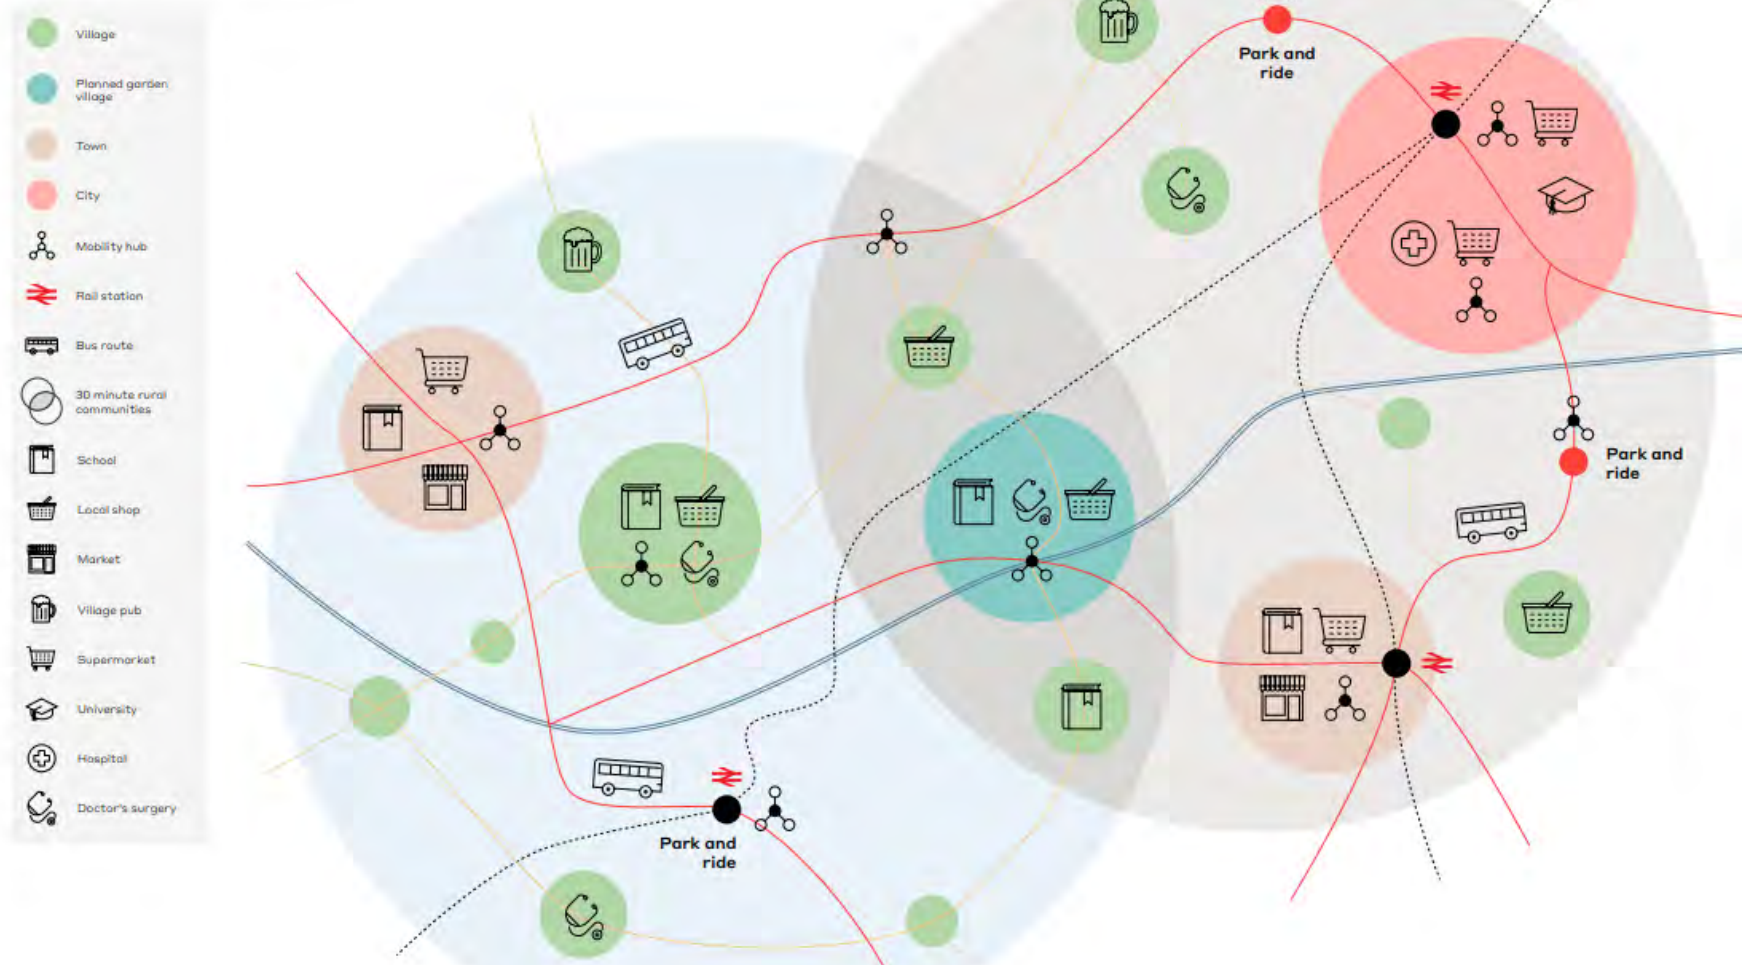 Village
Planned garden
village
Town
City
Mobility hub
Rail station
Bus route
30 minute rural
communities
School
Local shop
Market
Village pub
Supermarket
University
Hospital
Doctor's surgery
Park and
ride
Park and
ride
Park and
ride